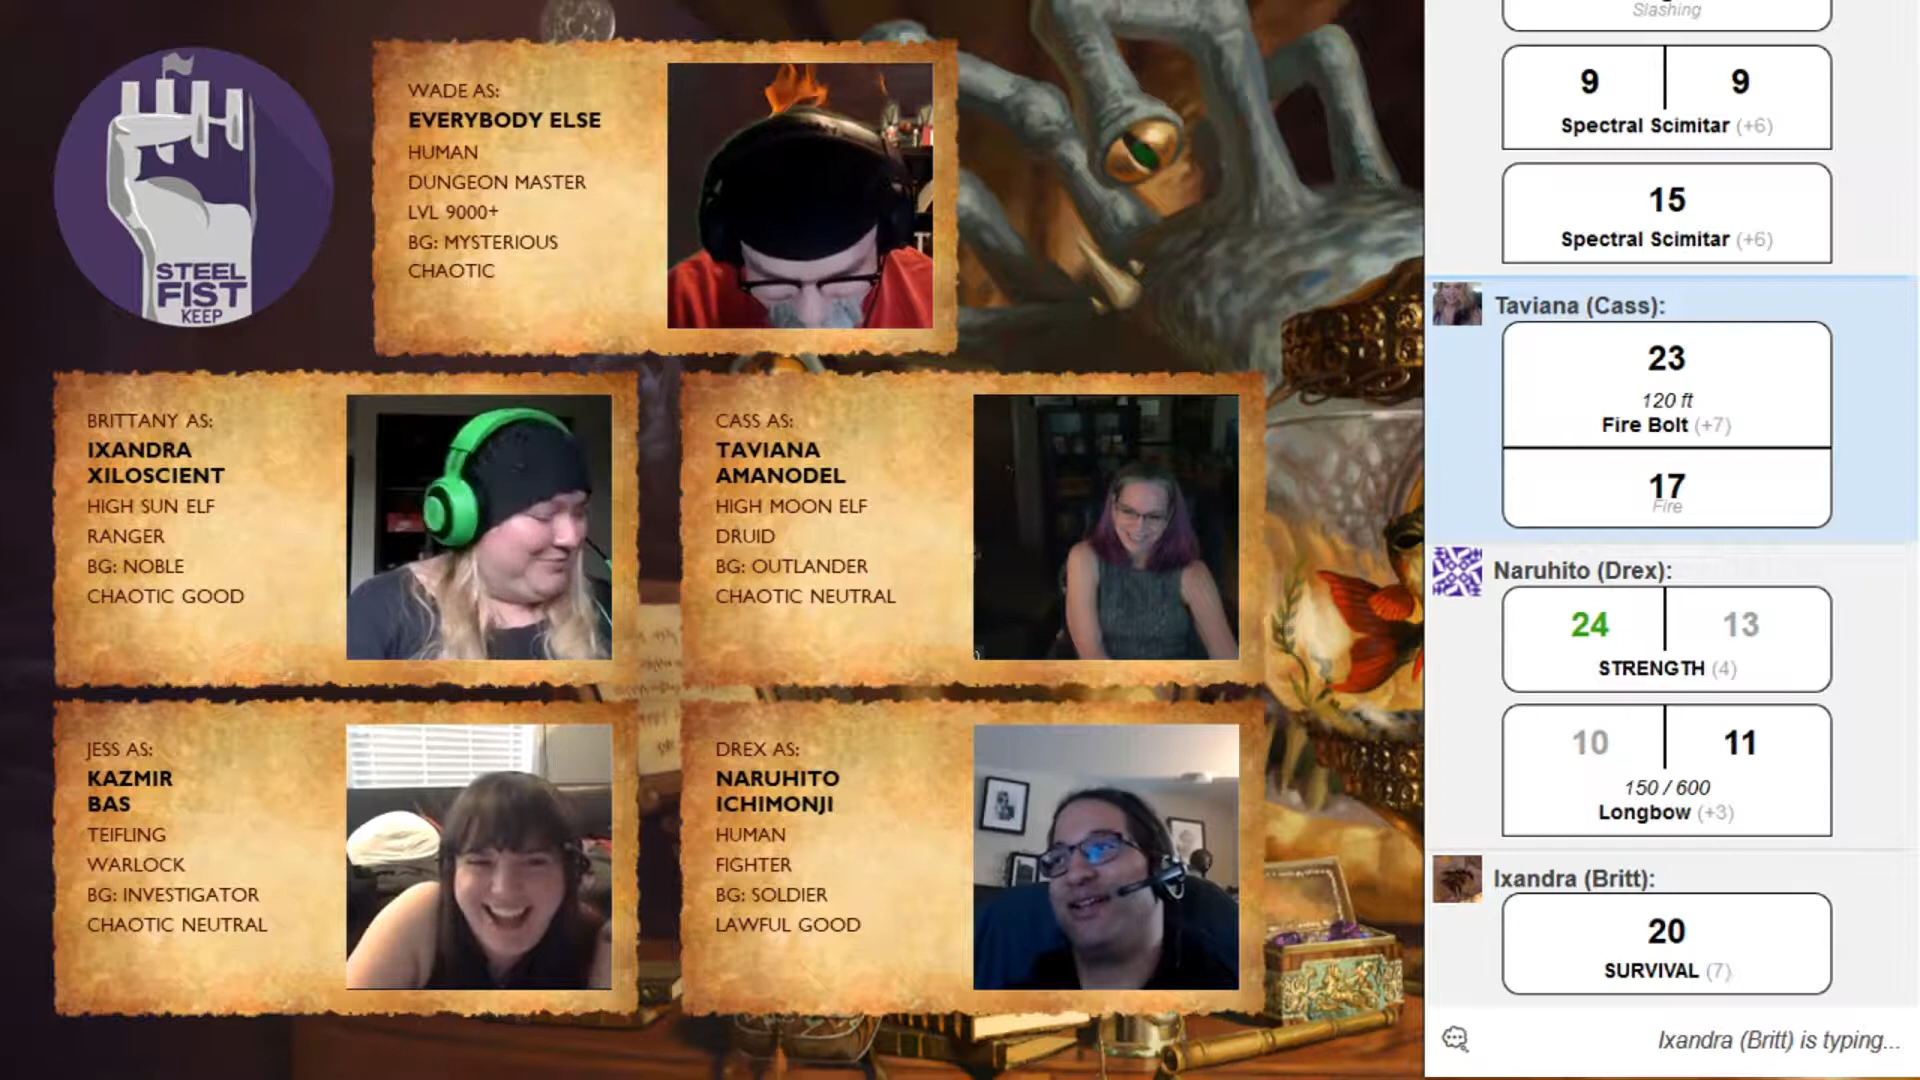 STEEL
FIST
KEEP
WADE AS:
EVERYBODY ELSE
HUMAN
DUNGEON MASTER
LVL 9000+
BG: MYSTERIOUS
CHAOTIC
BRITTANY AS:
IXANDRA
XILOSCIENT
HIGH SUN ELF
RANGER
BG: NOBLE
CHAOTIC GOOD
CASS AS:
TAVIANA
AMANODEL
HIGH MOON ELF
DRUID
BG: OUTLANDER
CHAOTIC NEUTRAL
JESS AS:
KAZMIR
BAS
TEIFLING
WARLOCK
BG: INVESTIGATOR
CHAOTIC NEUTRAL
DREX AS:
NARUHITO
ICHIMONJI
HUMAN
FIGHTER
BG: SOLDIER
LAWFUL GOOD
Slashing
9 9
Spectral Scimitar (+6)
15
Spectral Scimitar (+6)
Taviana (Cass):
23
120 ft
Fire Bolt (+7)
17
Fire
Naruhito (Drex):
24 13
STRENGTH (4)
10 11
150 / 600
Longbow (+3)
Ixandra (Britt):
20
SURVIVAL (7)
Ixandra (Britt) is typing...